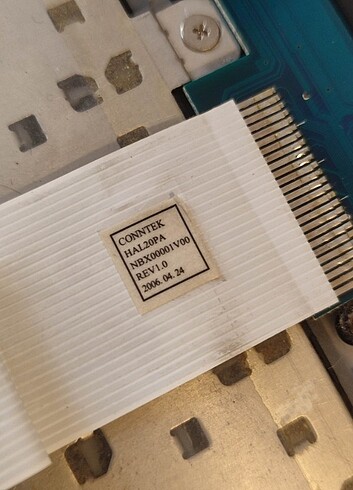 CONNTEK
HAL20PA
NBX00001V00
REV1.0
2006.04.24